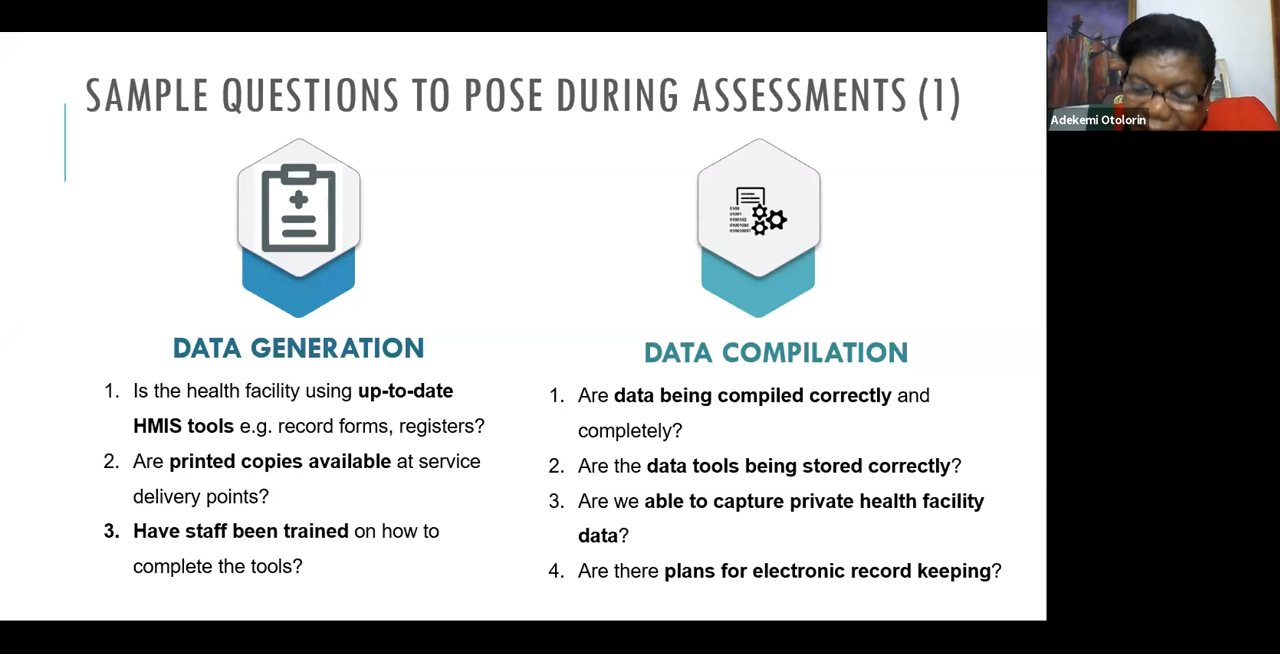 SAMPLE QUESTIONS TO POSE DURING ASSESSMENTS (1)
Adekemi Otolorin
DATA GENERATION
1. Is the health facility using up-to-date
HMIS tools e.g. record forms, registers?
2. Are printed copies available at service
delivery points?
3. Have staff been trained on how to
complete the tools?
DATA COMPILATION
1. Are data being compiled correctly and
completely?
2. Are the data tools being stored correctly?
3. Are we able to capture private health facility
data?
4. Are there plans for electronic record keeping?